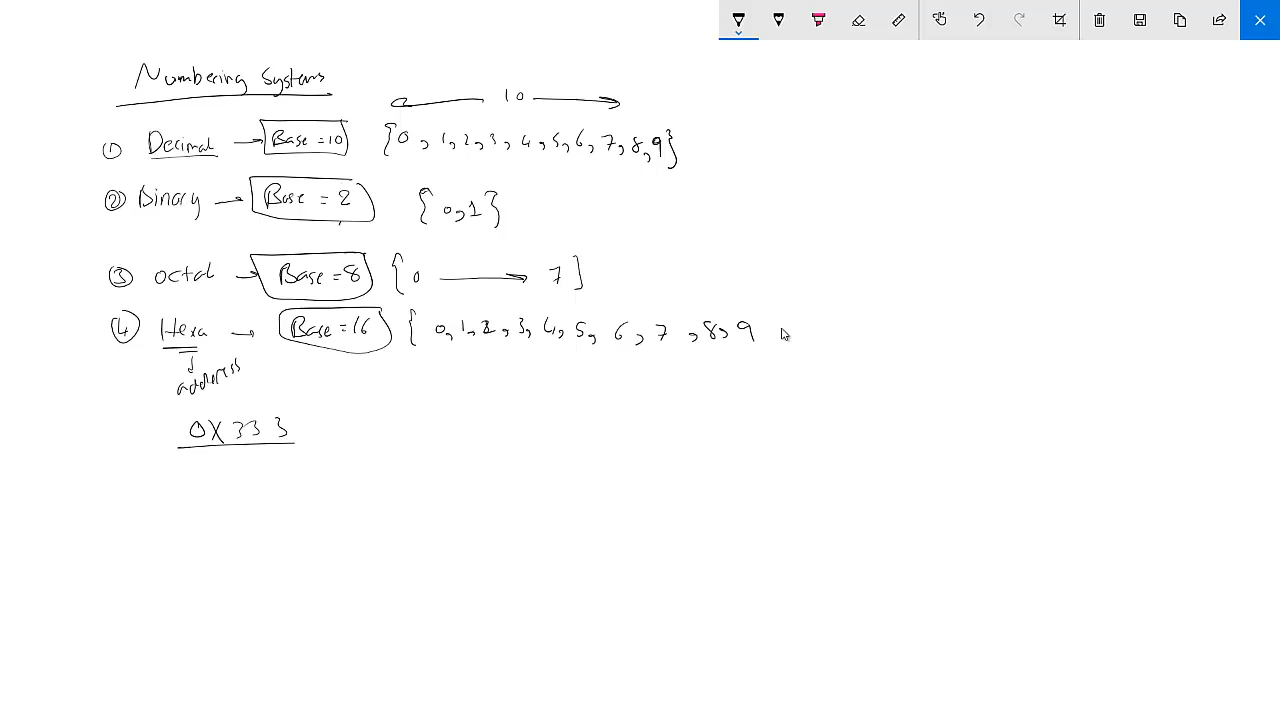 Numbering Systems
10
① Decimal → Base = 10 {0, 1, 2, 3, 4, 5, 6, 7, 8, 9}
② Binary → Base = 2 {0, 1}
③ octal → Base = 8 {0 → 7}
④ Hexa → Base = 16 { 0, 1, 2, 3, 4, 5, 6, 7, 8, 9
address
0X333